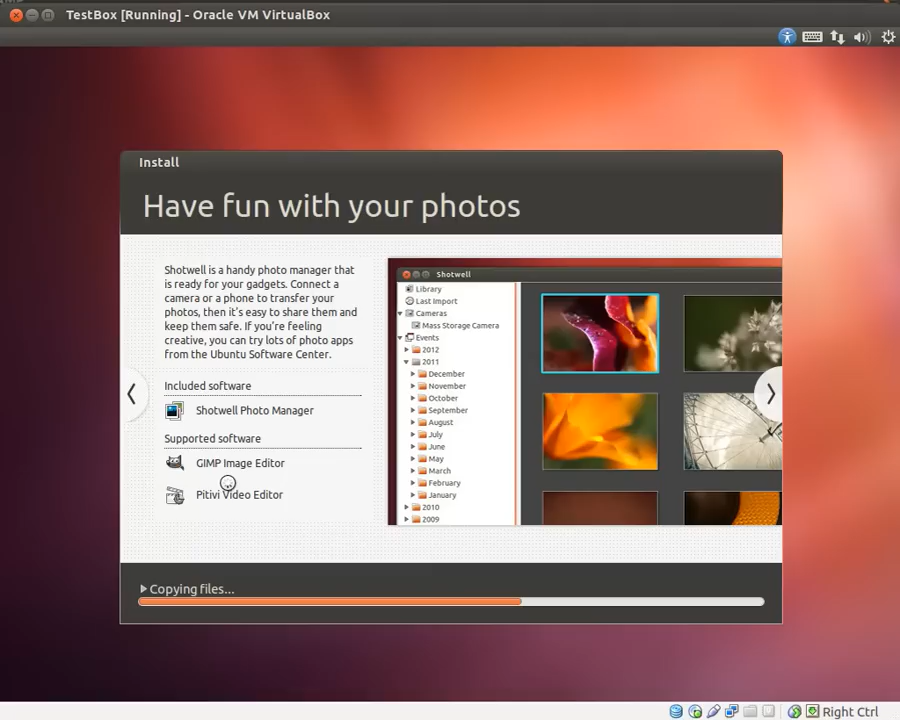 TestBox [Running] - Oracle VM VirtualBox
Install
Have fun with your photos
Shotwell is a handy photo manager that
is ready for your gadgets. Connect a
camera or a phone to transfer your
photos, then it's easy to share them and
keep them safe. If you're feeling
creative, you can try lots of photo apps
from the Ubuntu Software Center.
Included software
Shotwell Photo Manager
Supported software
GIMP Image Editor
Pitivi Video Editor
Shotwell
Library
Last Import
Cameras
Mass Storage Camera
Events
2012
2011
December
November
October
September
August
July
June
May
March
February
January
2010
2009
Copying files...
Right Ctrl